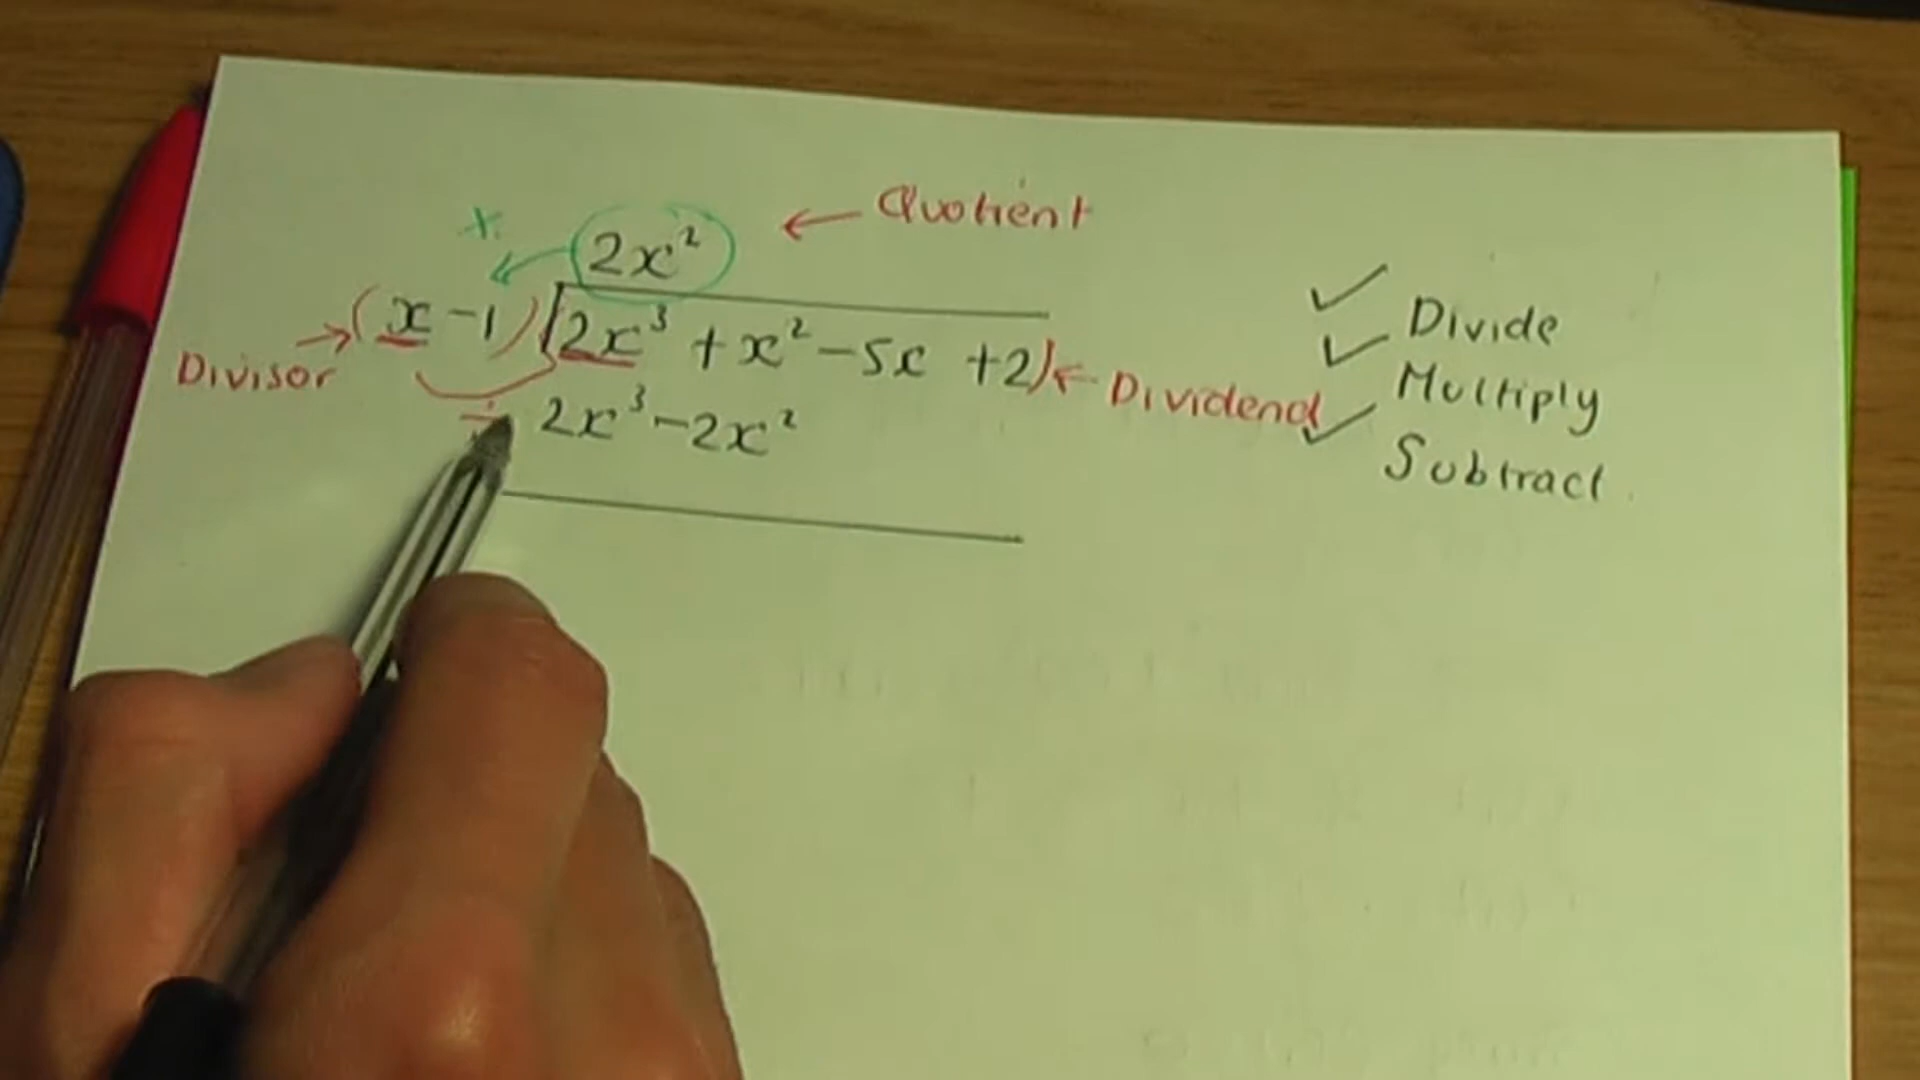 × 2x² ← Quotient
Divisor → (x - 1) 2x³ + x² - 5x + 2) ← Dividend
÷ 2x³ - 2x²
✓ Divide
✓ Multiply
✓ Subtract